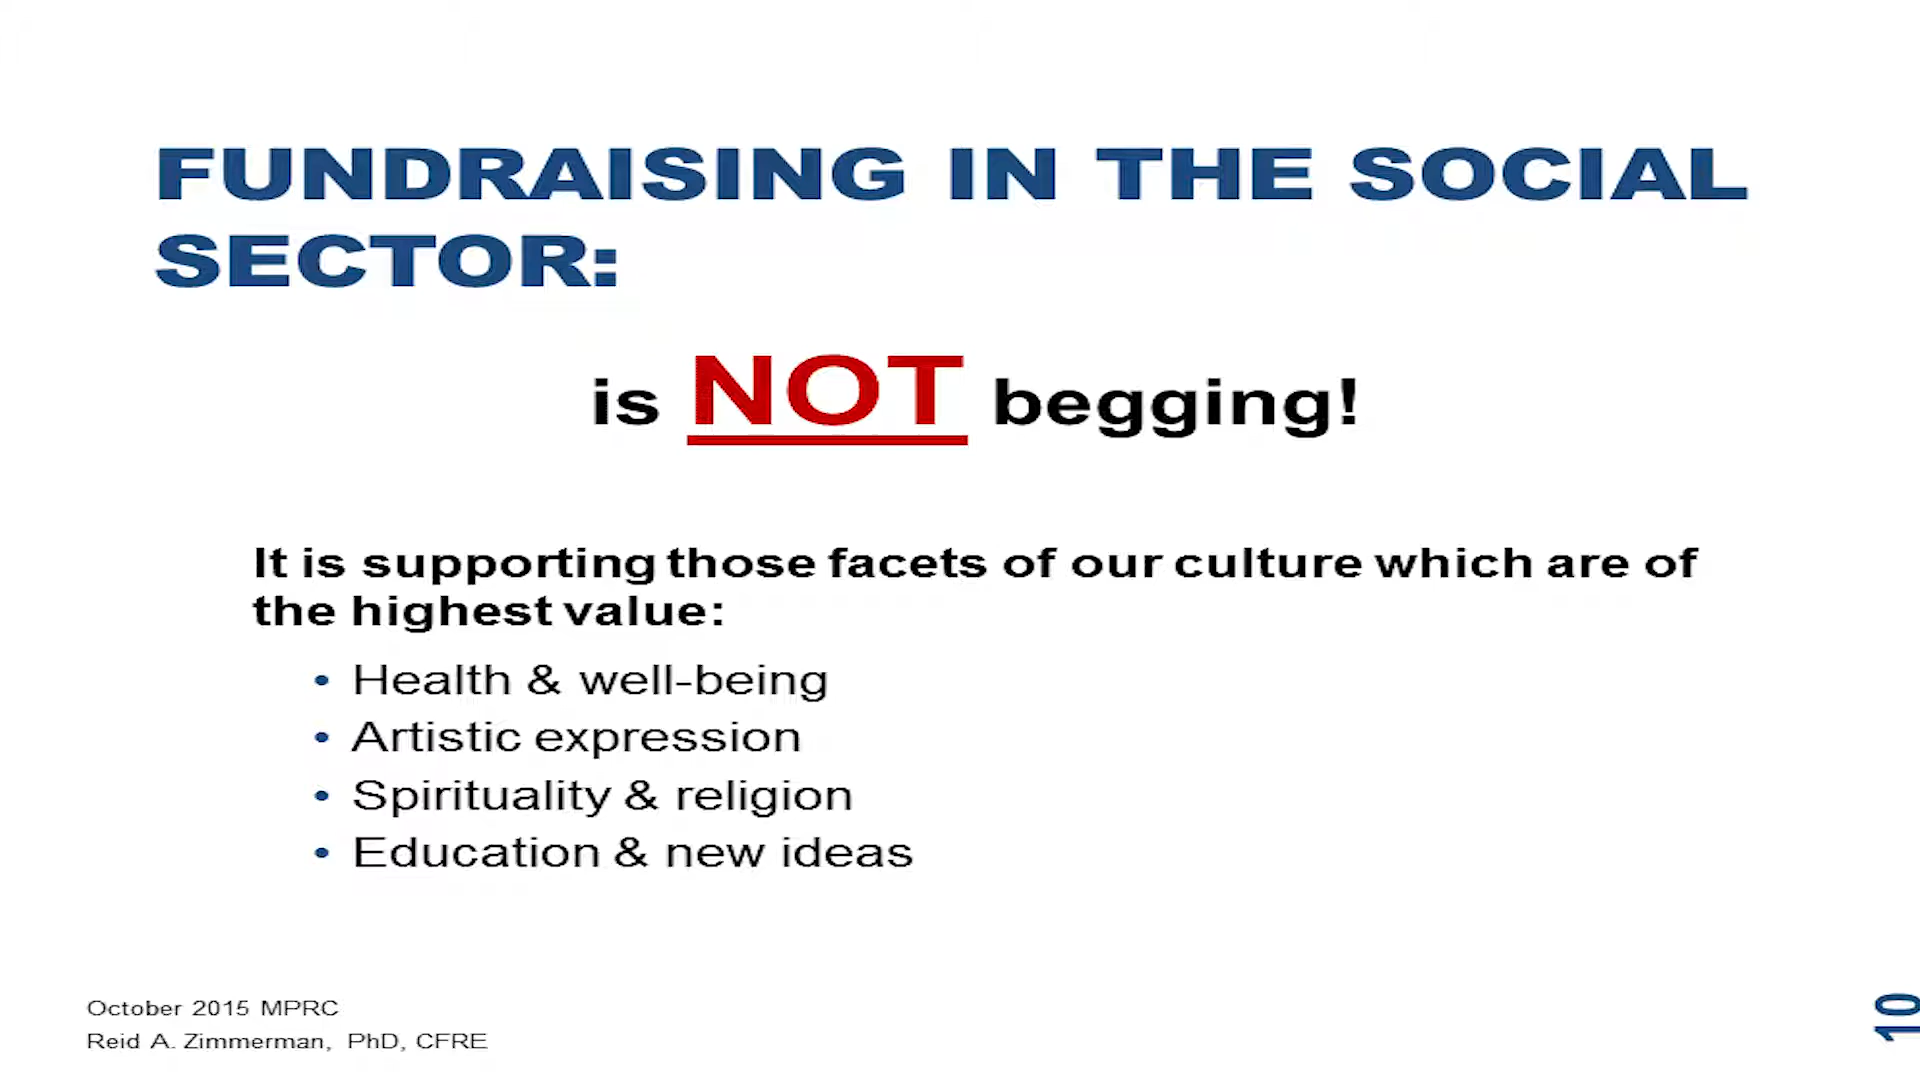 FUNDRAISING IN THE SOCIAL
SECTOR:
is NOT begging!
It is supporting those facets of our culture which are of
the highest value:
• Health & well-being
• Artistic expression
• Spirituality & religion
• Education & new ideas
October 2015 MPRC
Reid A. Zimmerman, PhD, CFRE
10